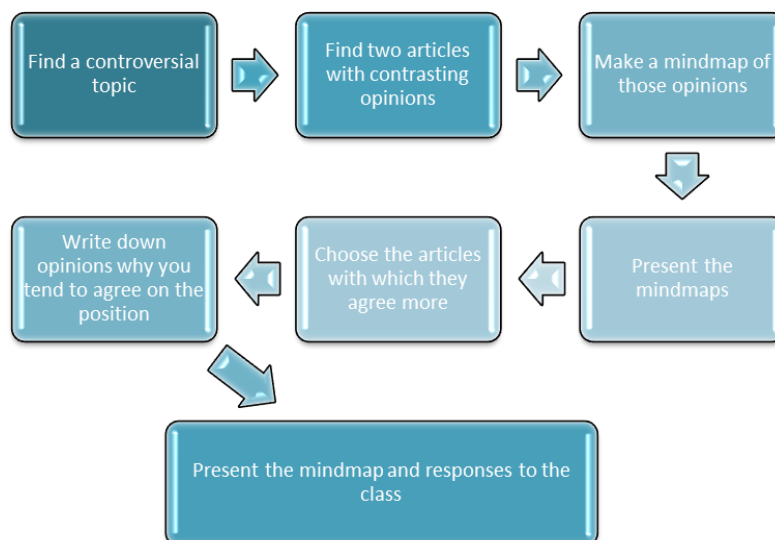 Find a controversial
topic
Find two articles
with contrasting
opinions
Make a mindmap of
those opinions
Present the
mindmaps
Choose the articles
with which they
agree more
Write down
opinions why you
tend to agree on the
position
Present the mindmap and responses to the
class